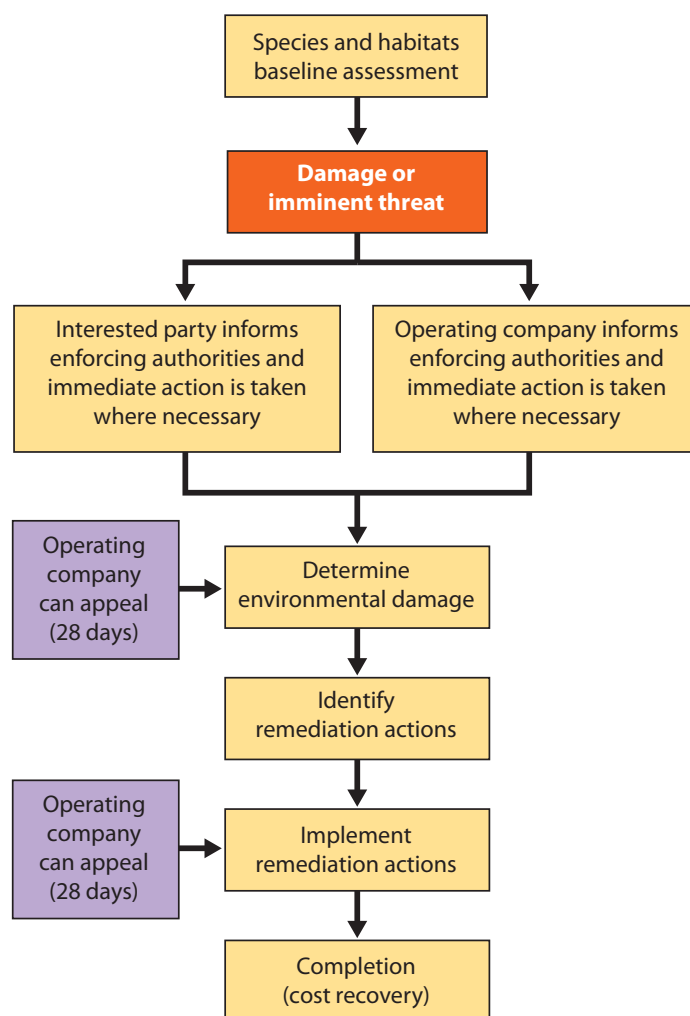 Species and habitats
baseline assessment
Damage or
imminent threat
Interested party informs
enforcing authorities and
immediate action is taken
where necessary
Operating company informs
enforcing authorities and
immediate action is taken
where necessary
Operating
company
can appeal
(28 days)
Determine
environmental damage
Identify
remediation actions
Operating
company
can appeal
(28 days)
Implement
remediation actions
Completion
(cost recovery)